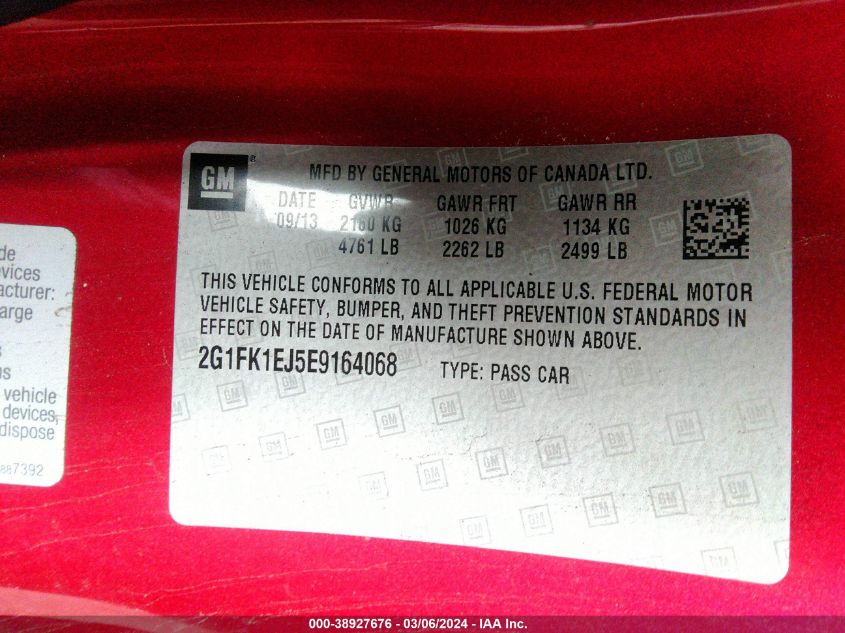 GM
MFD BY GENERAL MOTORS OF CANADA LTD.
DATE GVWR GAWR FRT GAWR RR
09/13 2160 KG 1026 KG 1134 KG
4761 LB 2262 LB 2499 LB
THIS VEHICLE CONFORMS TO ALL APPLICABLE U.S. FEDERAL MOTOR
VEHICLE SAFETY, BUMPER, AND THEFT PREVENTION STANDARDS IN
EFFECT ON THE DATE OF MANUFACTURE SHOWN ABOVE.
2G1FK1EJ5E9164068 TYPE: PASS CAR
de
evices
acturer:
arge
s
ns
vehicle
devices,
dispose
7392
000-38927676 - 03/06/2024 - IAA Inc.